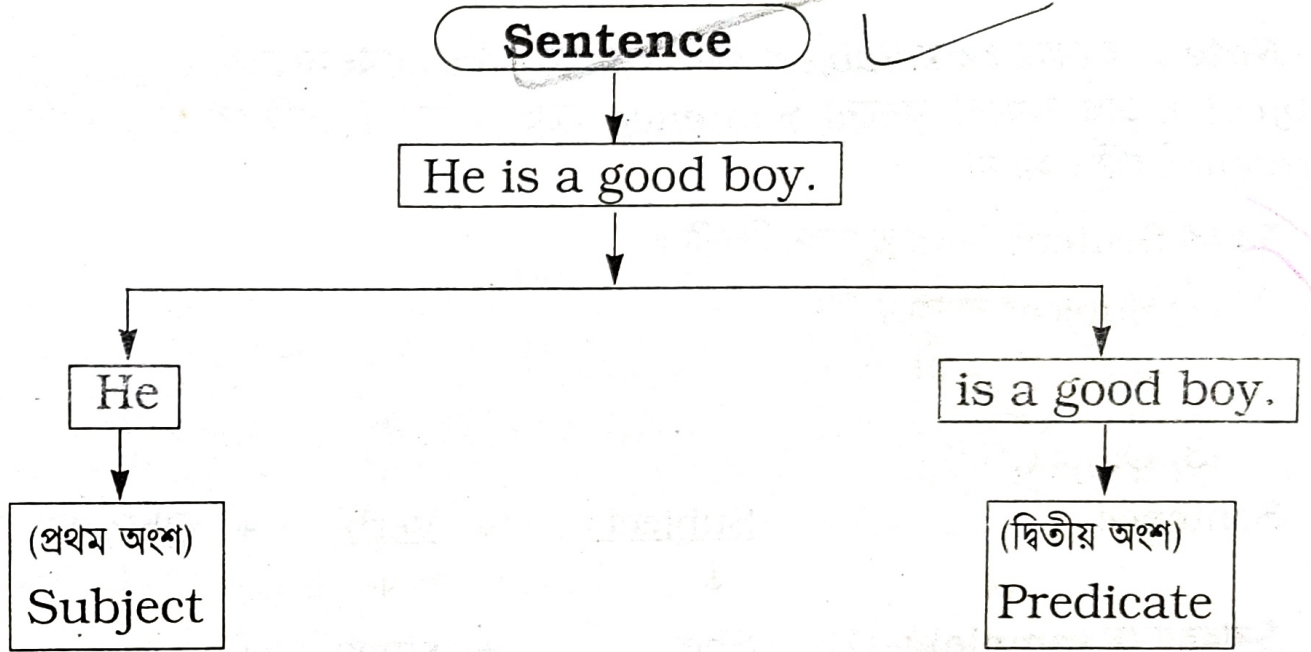 Sentence
He is a good boy.
He
is a good boy.
(প্রথম অংশ)
Subject
(দ্বিতীয় অংশ)
Predicate